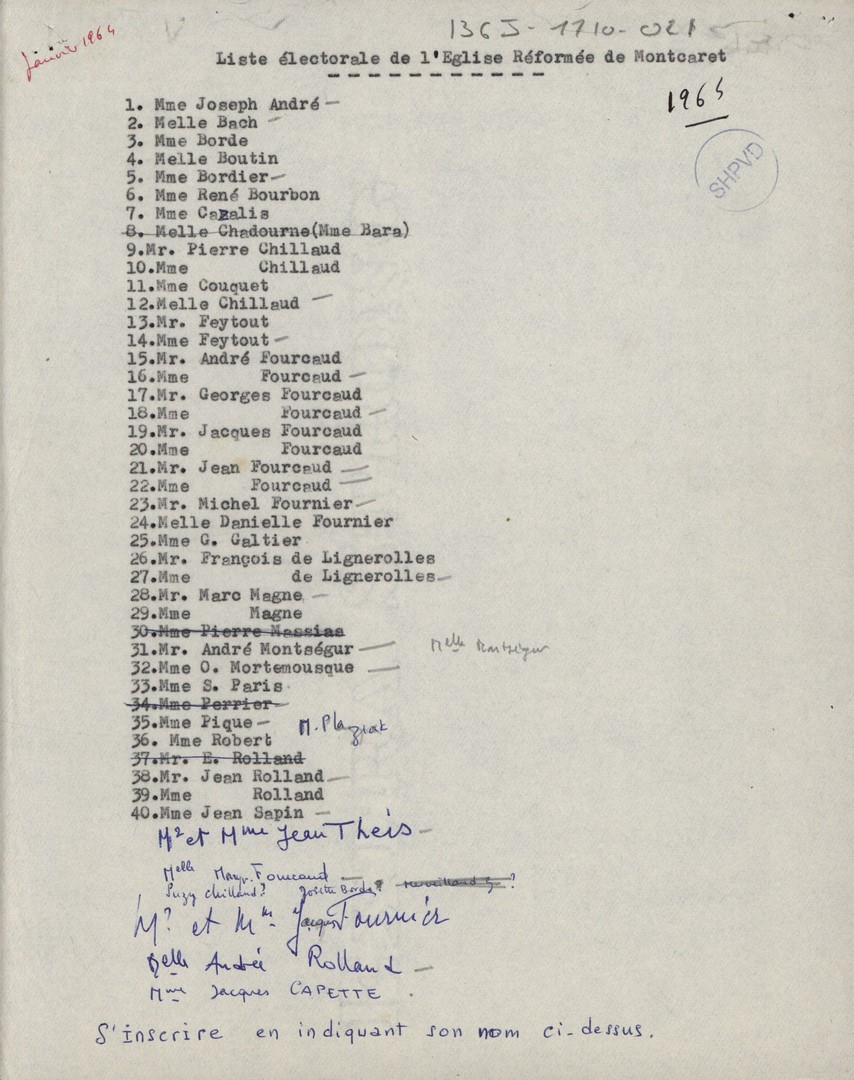 136J-1710-021
Janvier 1964
Liste électorale de l'Eglise Réformée de Montcaret
1965
SHPVD
1. Mme Joseph André
2. Melle Bach
3. Mme Borde
4. Melle Boutin
5. Mme Bordier
6. Mme René Bourbon
7. Mme Cazalis
8. Melle Chadourne(Mme Bara)
9.Mr. Pierre Chillaud
10.Mme Chillaud
11.Mme Couquet
12.Melle Chillaud
13.Mr. Feytout
14.Mme Feytout
15.Mr. André Fourcaud
16.Mme Fourcaud
17.Mr. Georges Fourcaud
18.Mme Fourcaud
19.Mr. Jacques Fourcaud
20.Mme Fourcaud
21.Mr. Jean Fourcaud
22.Mme Fourcaud
23.Mr. Michel Fournier
24.Melle Danielle Fournier
25.Mme G. Galtier
26.Mr. François de Lignerolles
27.Mme de Lignerolles
28.Mr. Marc Magne
29.Mme Magne
30.Mme Pierre Massias
31.Mr. André Montségur Melle Montségur
32.Mme O. Mortemousque
33.Mme S. Paris
34.Mme Perrier
35.Mme Pique M.
36. Mme Robert
37.Mr. E. Rolland
38.Mr. Jean Rolland
39.Mme Rolland
40.Mme Jean Sapin
Mr et Mme Jean Theis
Melle Fourcaud
Suzy Chillaud? Josette Borde? ?
Mr et Mme Jacques Fournier
Melle Andrée Rolland
Mme Jacques CAPETTE
S'inscrire en indiquant son nom ci-dessus.